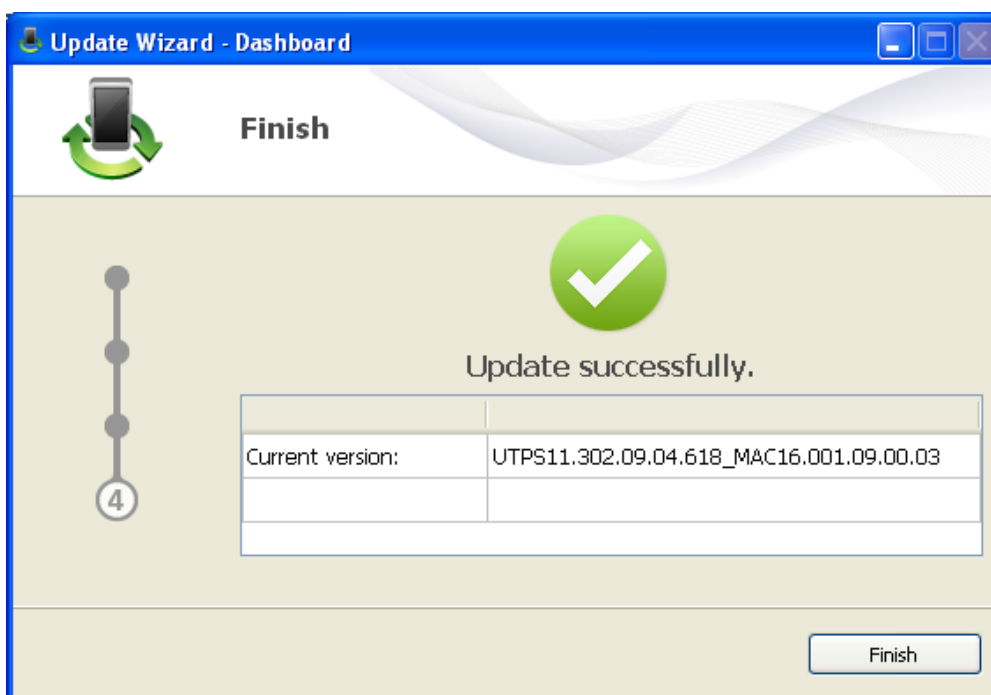 Update Wizard - Dashboard
Finish
Update successfully.
Current version: UTPS11.302.09.04.618_MAC16.001.09.00.03
4
Finish